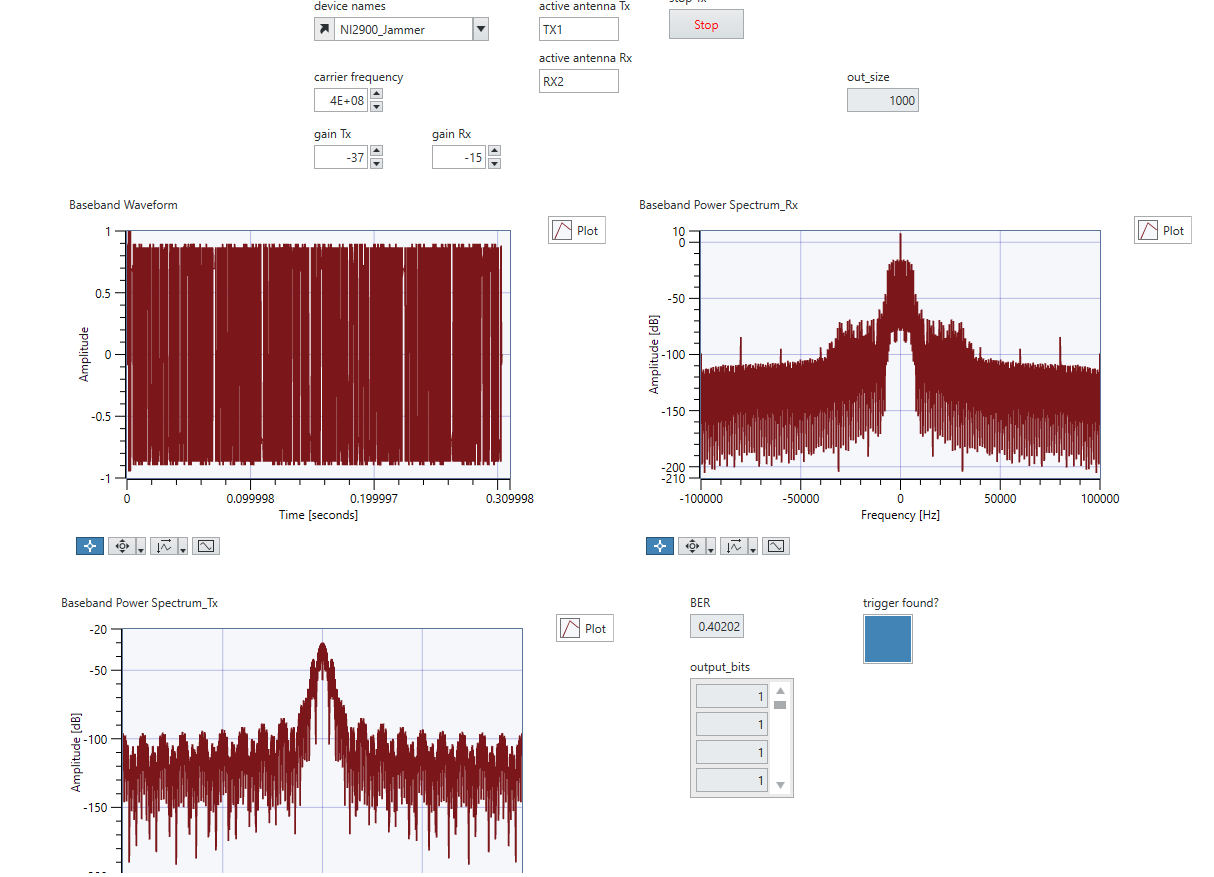 device names
active antenna Tx
NI2900_Jammer
TX1
Stop
active antenna Rx
carrier frequency
RX2
out_size
4E+08
1000
gain Tx
gain Rx
-37
-15
Baseband Waveform
Plot
1
0.5
0
-0.5
-1
Amplitude
0
0.099998
0.199997
0.309998
Time [seconds]
Baseband Power Spectrum_Rx
Plot
10
0
-50
-100
-150
-200
-210
Amplitude [dB]
-100000
-50000
0
50000
100000
Frequency [Hz]
Baseband Power Spectrum_Tx
Plot
-20
-50
-100
-150
Amplitude [dB]
BER
0.40202
trigger found?
output_bits
1
1
1
1